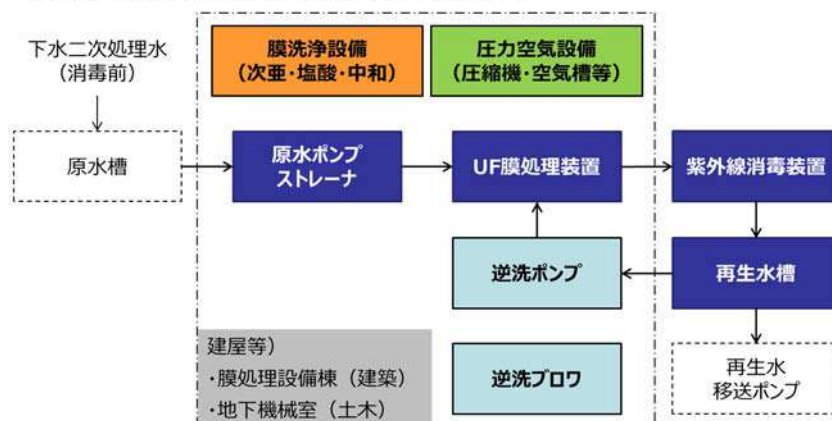 下水二次処理水
（消毒前）
膜洗浄設備
（次亜・塩酸・中和）
圧力空気設備
（圧縮機・空気槽等）
原水槽
原水ポンプ
ストレーナ
UF膜処理装置
紫外線消毒装置
逆洗ポンプ
再生水槽
建屋等）
・膜処理設備棟（建築）
・地下機械室（土木）
逆洗ブロワ
再生水
移送ポンプ